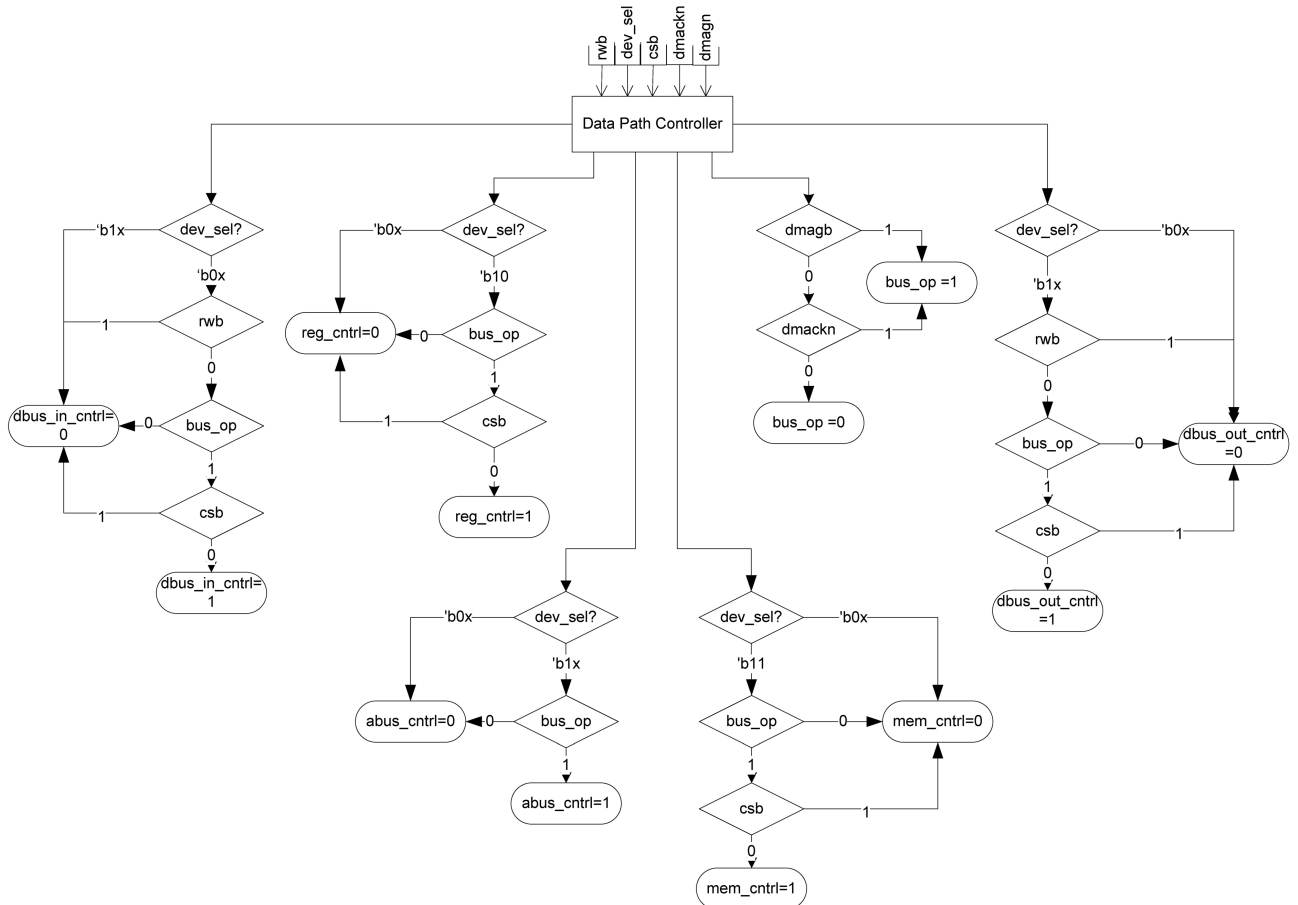 rwb
dev_sel
csb
dmackn
dmagn
Data Path Controller
dev_sel?
'b1x
'b0x
rwb
1
0
bus_op
0
dbus_in_cntrl=
0
1
csb
1
0
dbus_in_cntrl=
1
dev_sel?
'b0x
'b10
reg_cntrl=0
bus_op
0
1
csb
1
0
reg_cntrl=1
dev_sel?
'b0x
'b1x
abus_cntrl=0
bus_op
0
1
abus_cntrl=1
dev_sel?
'b0x
'b11
bus_op
0
mem_cntrl=0
1
csb
1
0
mem_cntrl=1
dmagb
1
0
bus_op =1
dmackn
1
0
bus_op =0
dev_sel?
'b0x
'b1x
rwb
1
0
bus_op
0
dbus_out_cntrl
=0
1
csb
1
0
dbus_out_cntrl
=1